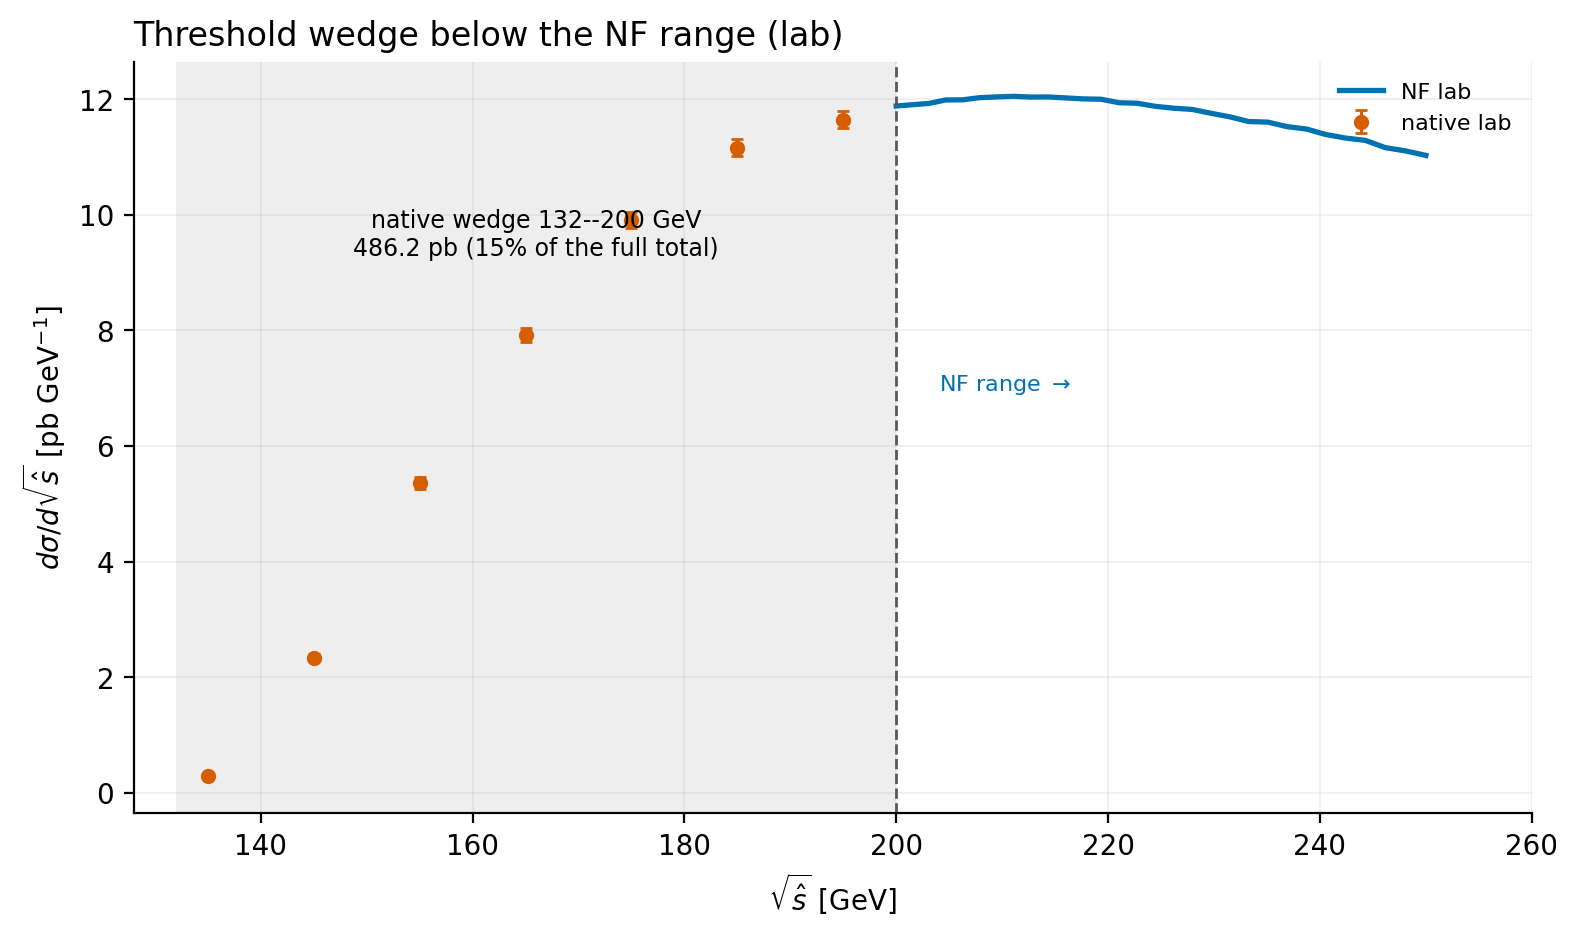 Threshold wedge below the NF range (lab)
NF lab
native lab
native wedge 132--200 GeV
486.2 pb (15% of the full total)
NF range →
12
10
8
6
4
2
0
dσ/d√ŝ [pb GeV⁻¹]
140 160 180 200 220 240 260
√ŝ [GeV]